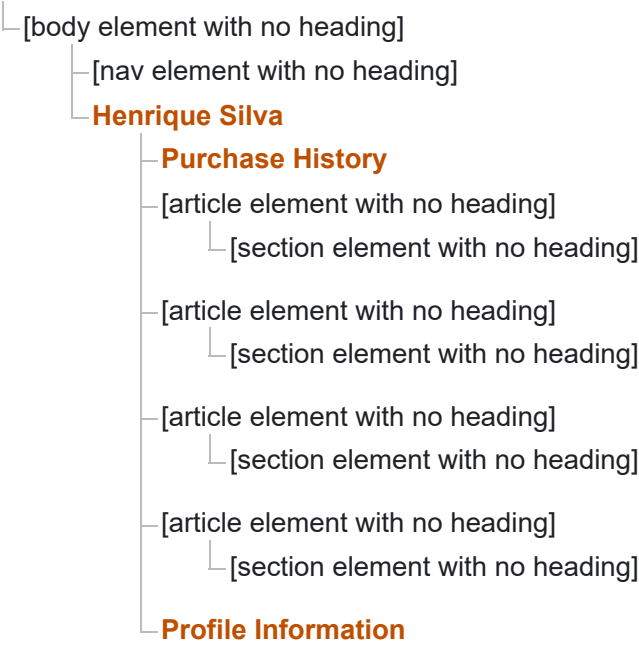 [body element with no heading]
[nav element with no heading]
Henrique Silva
Purchase History
[article element with no heading]
[section element with no heading]
[article element with no heading]
[section element with no heading]
[article element with no heading]
[section element with no heading]
[article element with no heading]
[section element with no heading]
Profile Information